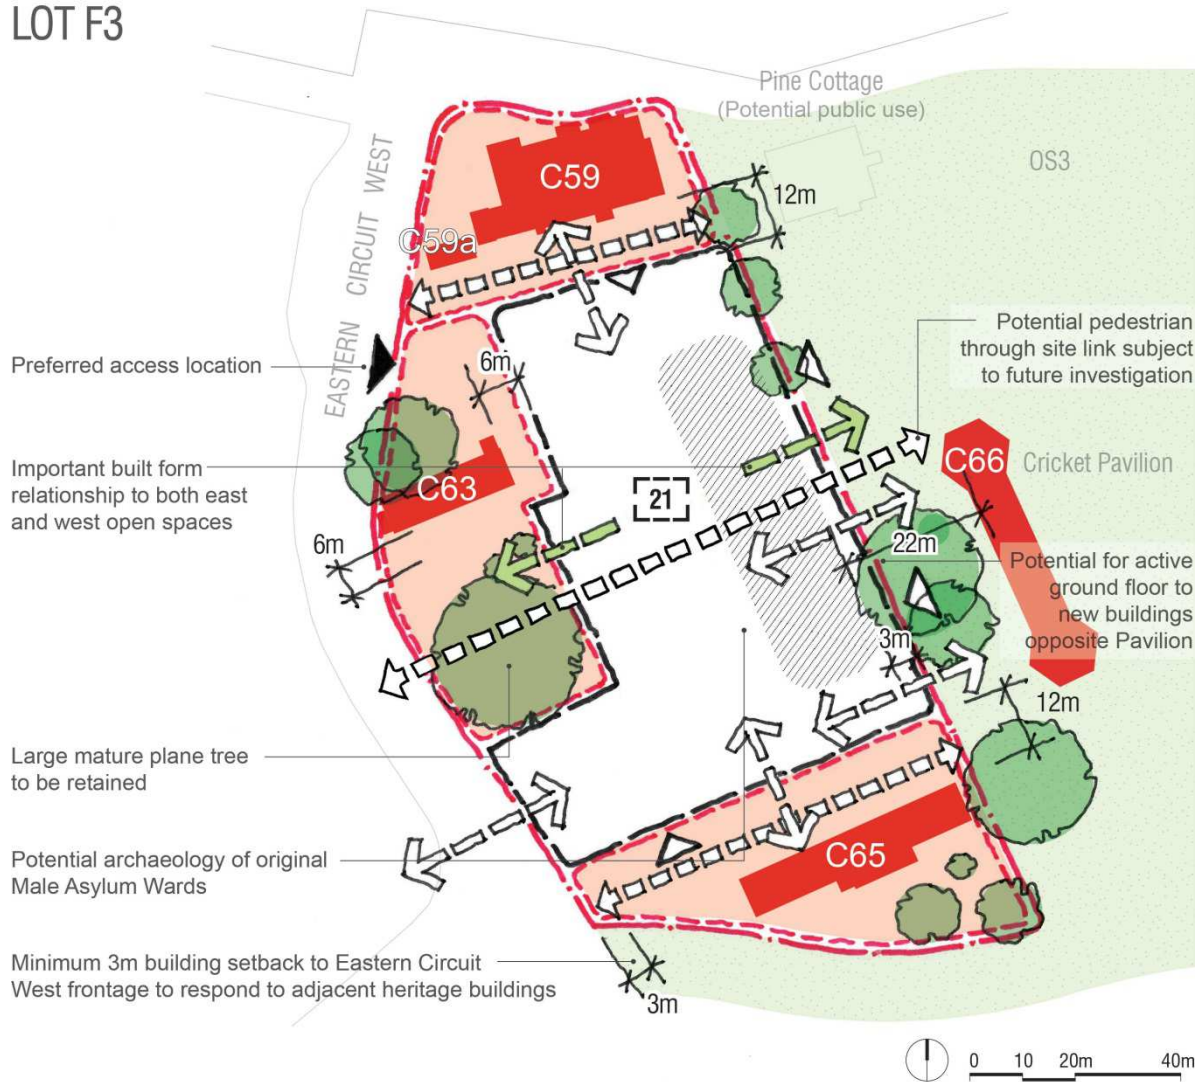 LOT F3
Pine Cottage
(Potential public use)
OS3
C59
12m
C59a
EASTERN CIRCUIT WEST
Preferred access location
6m
Potential pedestrian
through site link subject
to future investigation
Important built form
relationship to both east
and west open spaces
C63
21
C66
Cricket Pavilion
6m
22m
Potential for active
ground floor to
new buildings
opposite Pavilion
3m
12m
Large mature plane tree
to be retained
Potential archaeology of original
Male Asylum Wards
C65
Minimum 3m building setback to Eastern Circuit
West frontage to respond to adjacent heritage buildings
3m
0 10 20m 40m